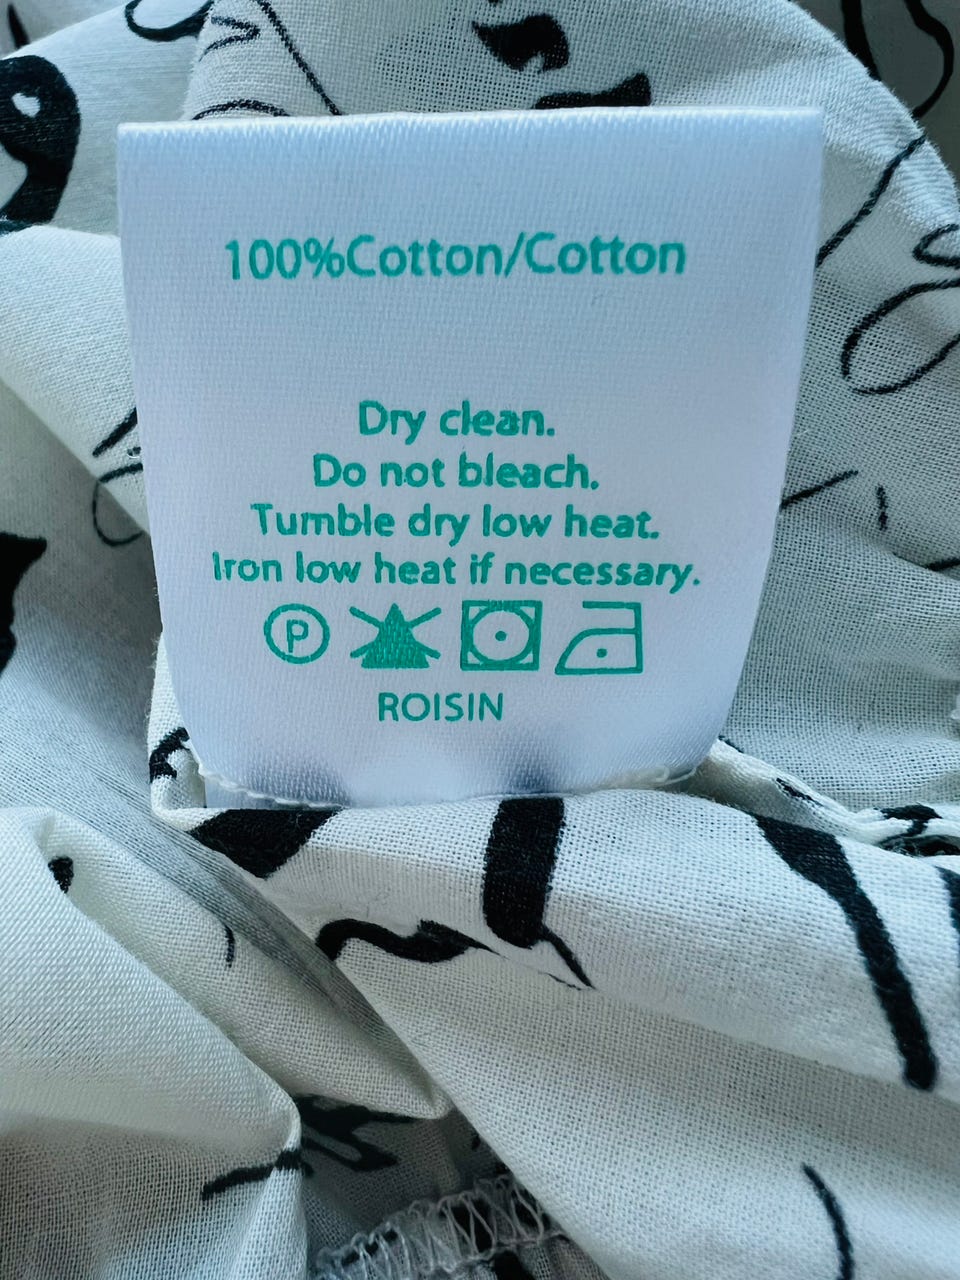 100%Cotton/Cotton
Dry clean.
Do not bleach.
Tumble dry low heat.
Iron low heat if necessary.
P
ROISIN